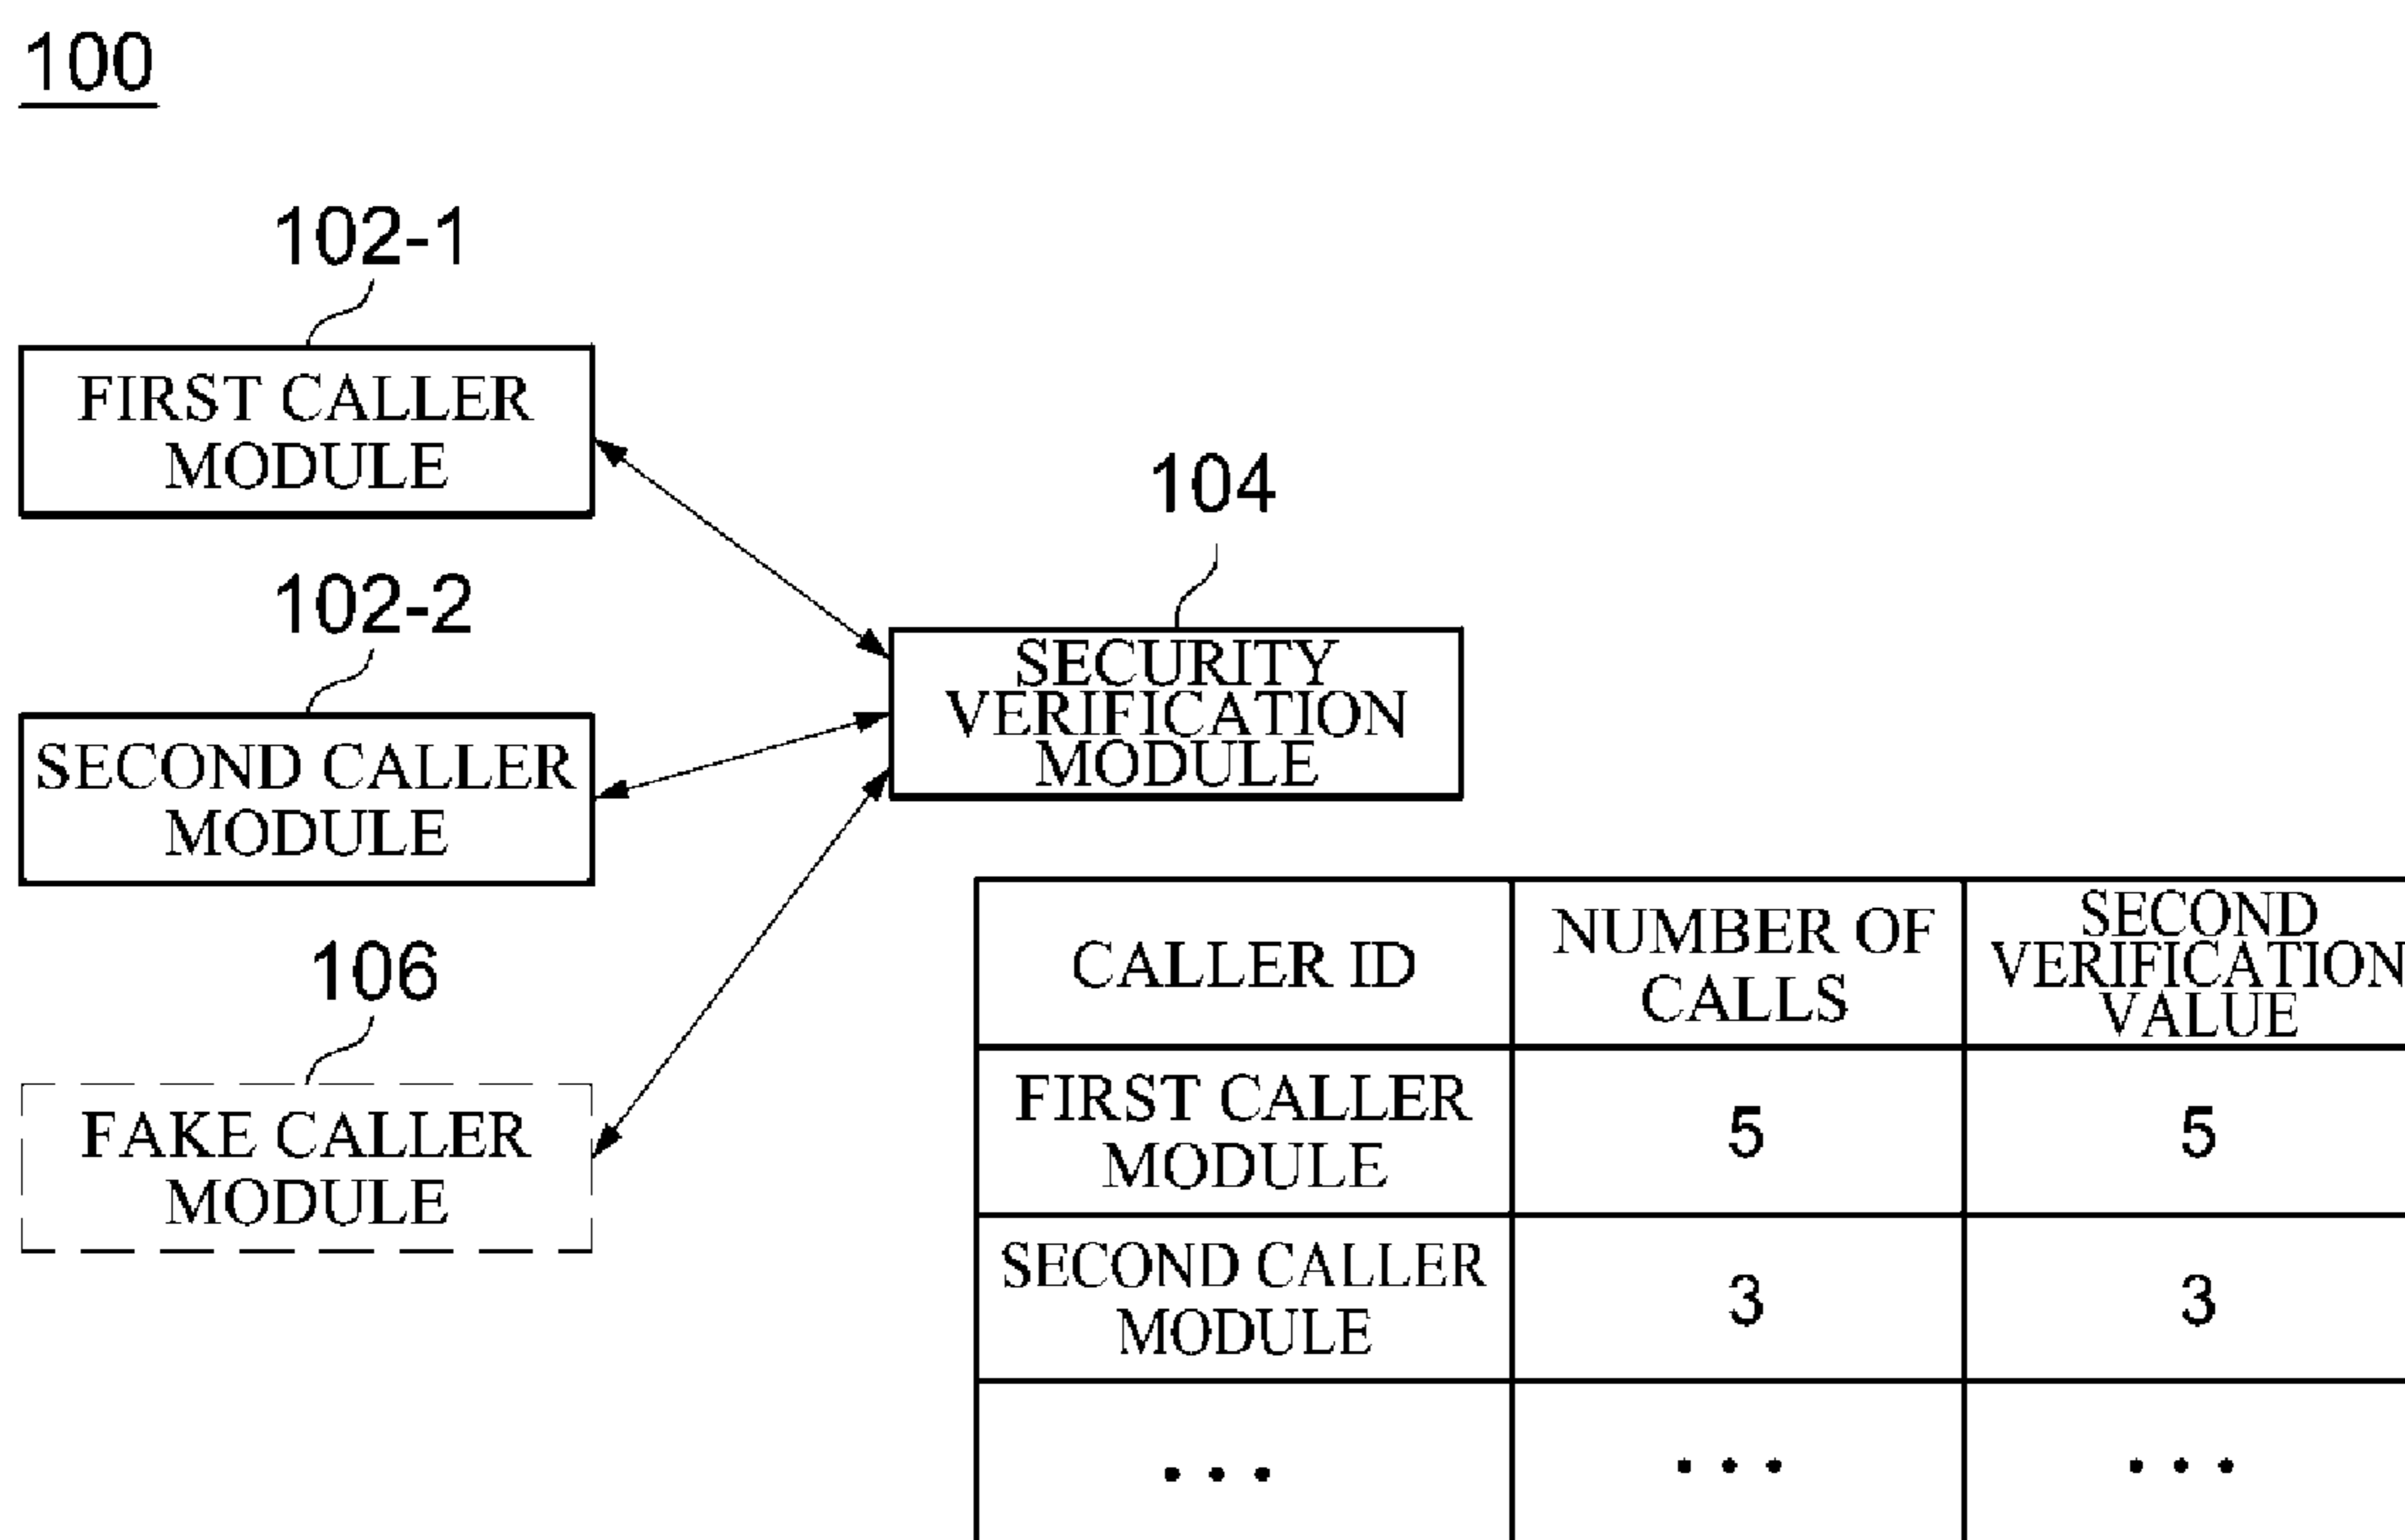 100
102-1
FIRST CALLER
MODULE
102-2
SECOND CALLER
MODULE
104
SECURITY
VERIFICATION
MODULE
106
FAKE CALLER
MODULE
CALLER ID
NUMBER OF
CALLS
SECOND
VERIFICATION
VALUE
FIRST CALLER
MODULE
5
5
SECOND CALLER
MODULE
3
3
• • •
• • •
• • •